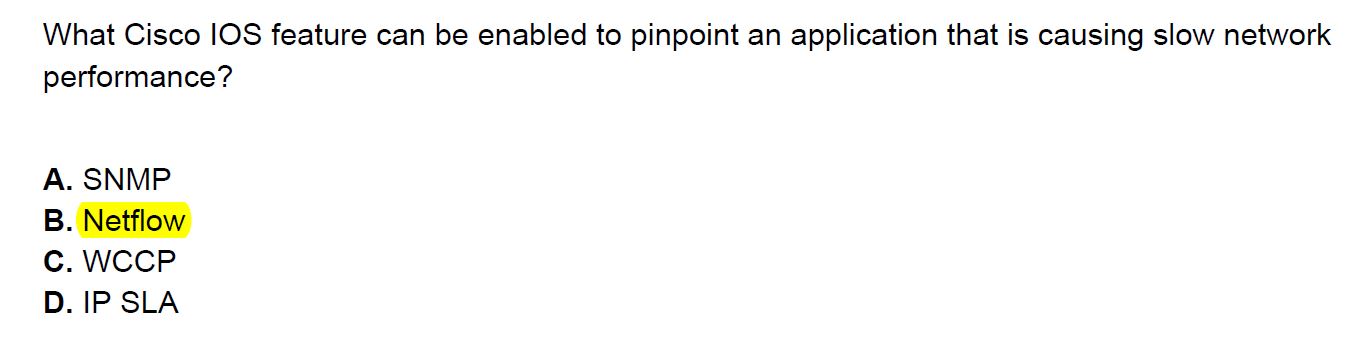 What Cisco IOS feature can be enabled to pinpoint an application that is causing slow network
performance?
A. SNMP
B. Netflow
C. WCCP
D. IP SLA